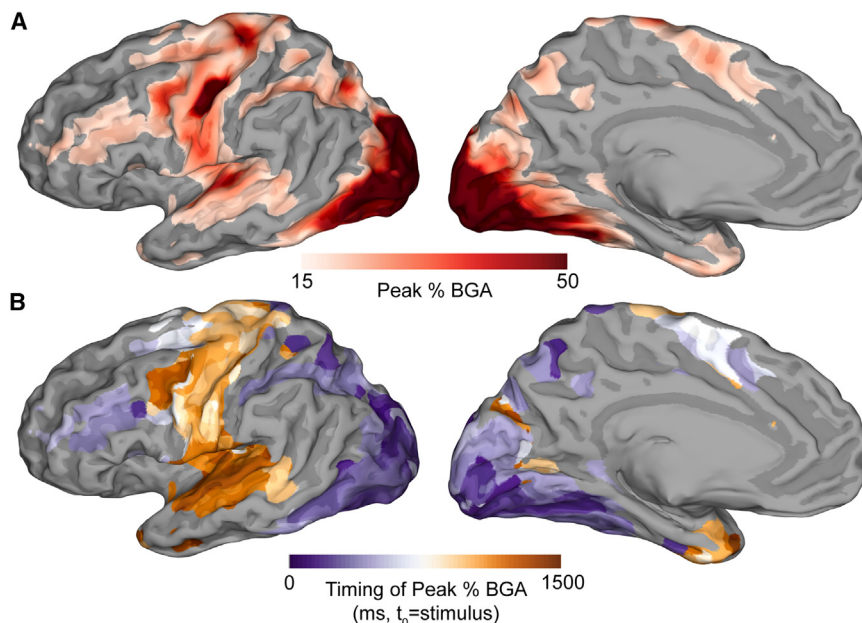 A
15 50
Peak % BGA
B
0 1500
Timing of Peak % BGA
(ms, t₀=stimulus)